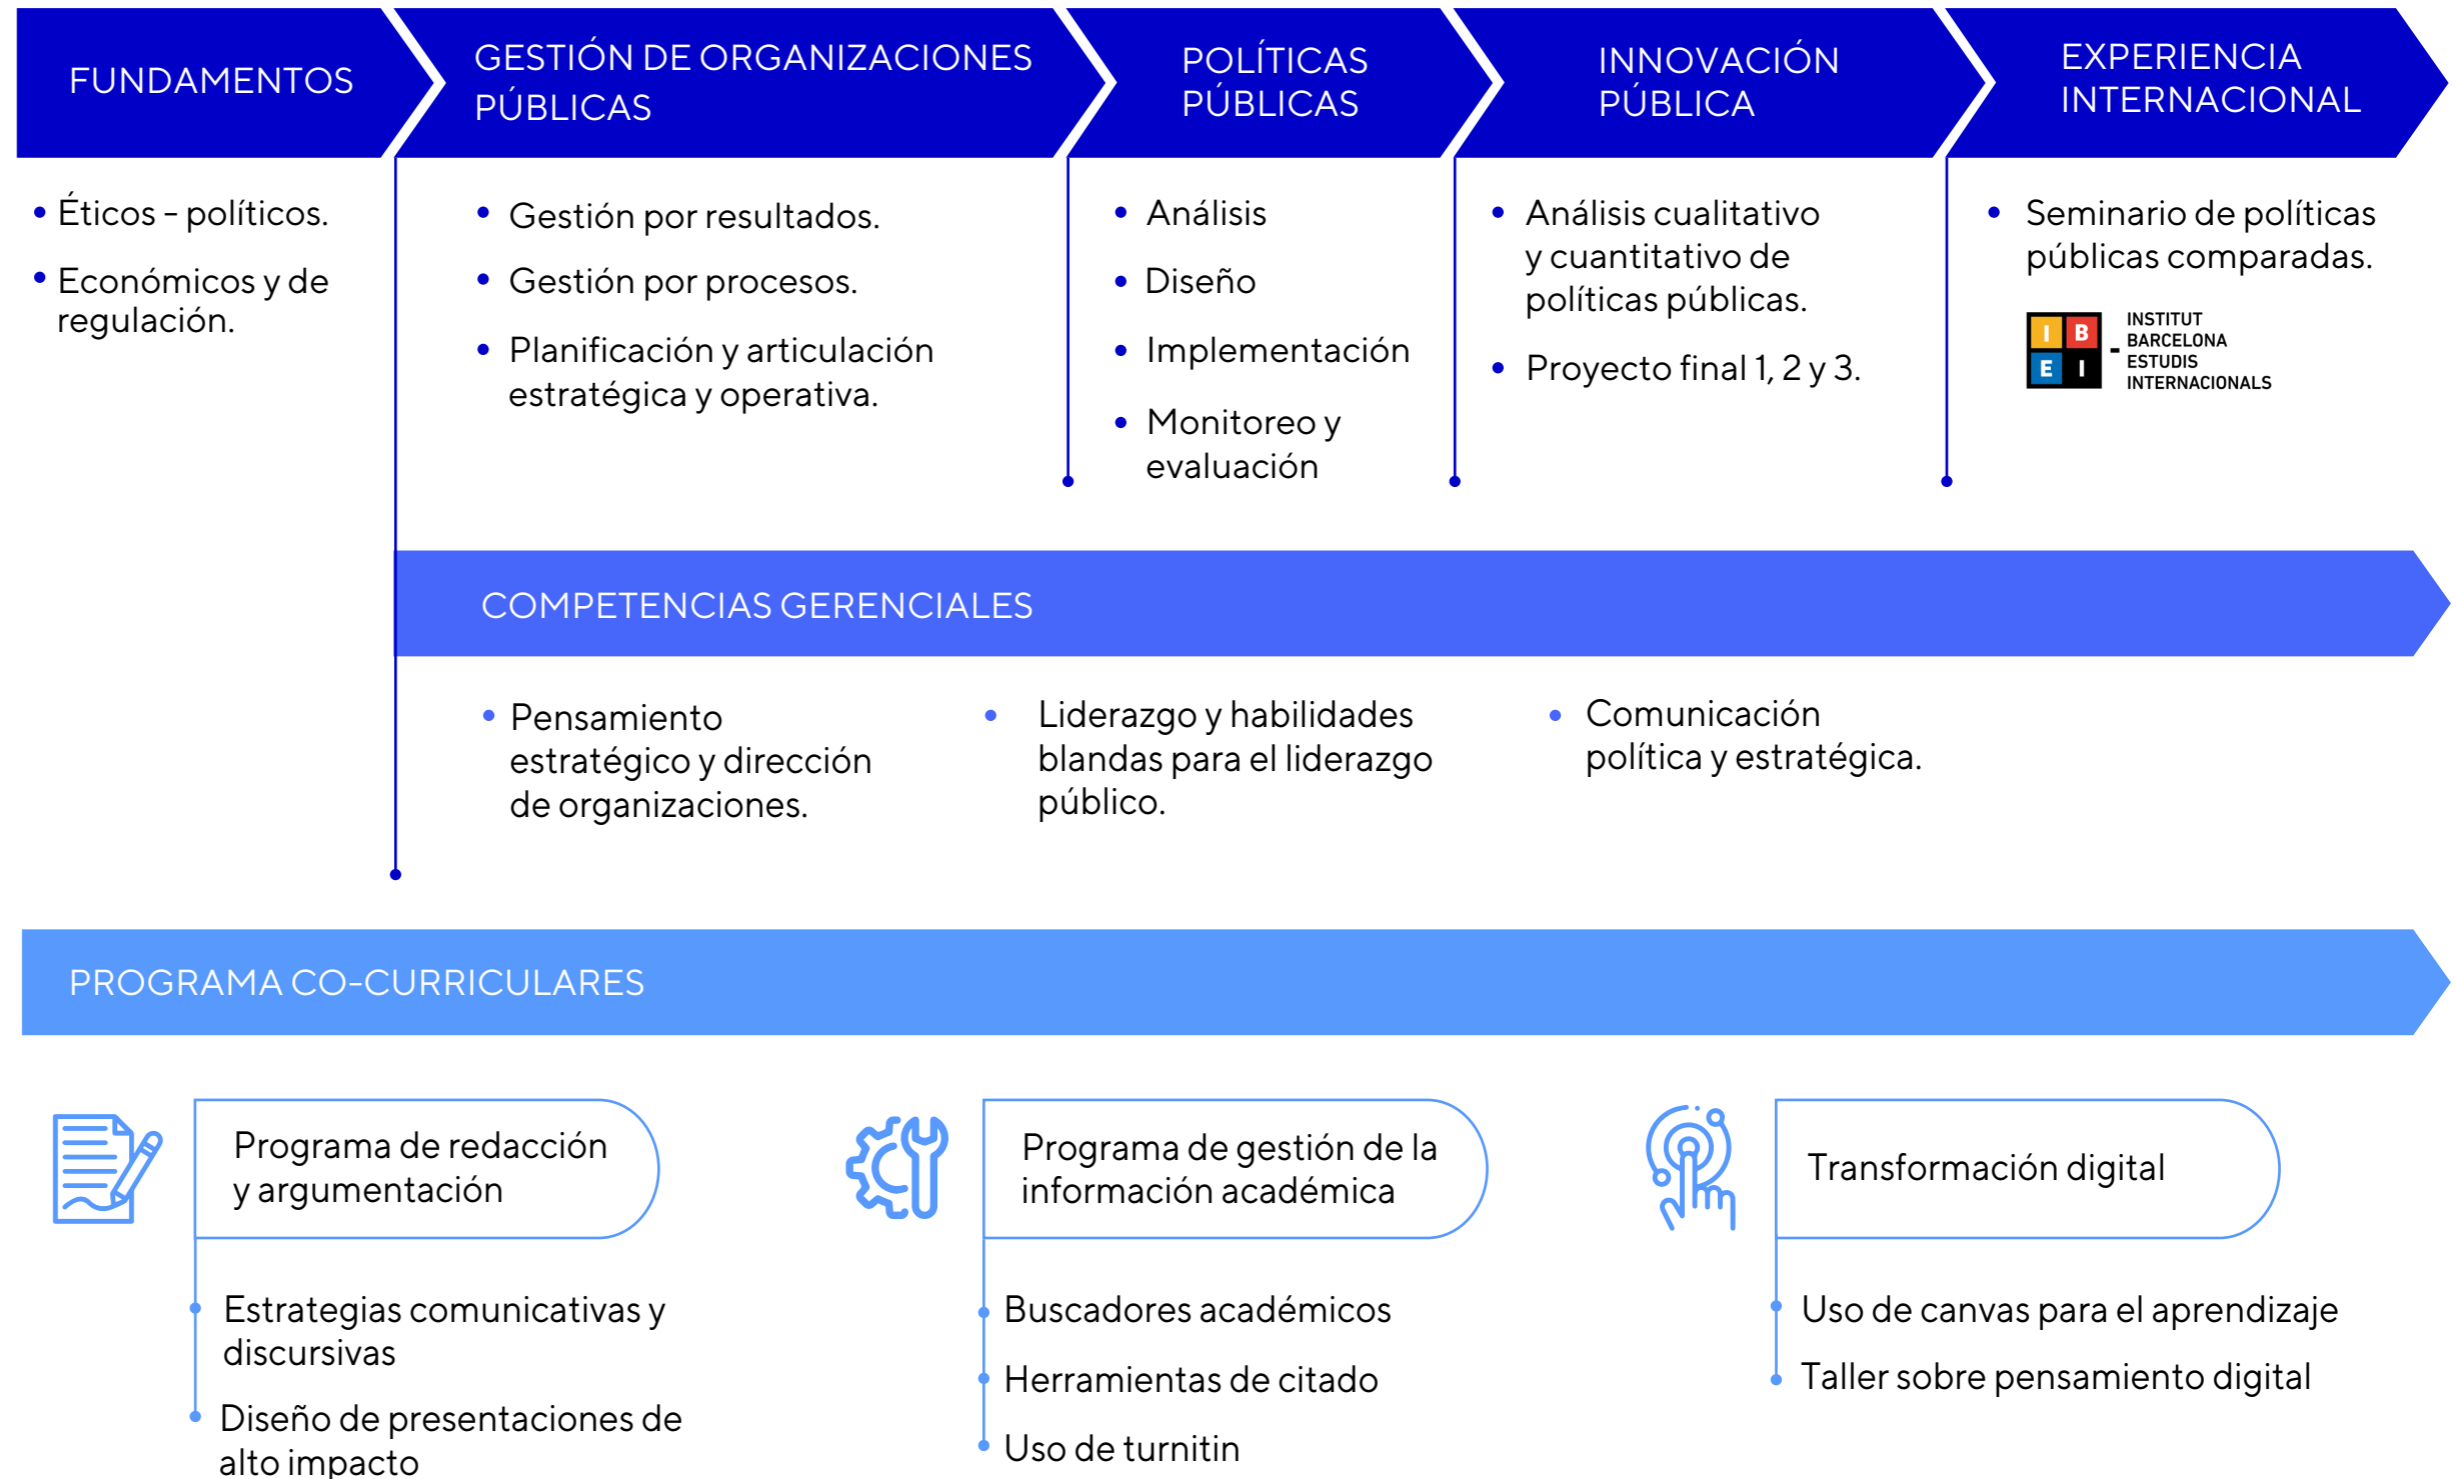 FUNDAMENTOS
GESTIÓN DE ORGANIZACIONES
PÚBLICAS
POLÍTICAS
PÚBLICAS
INNOVACIÓN
PÚBLICA
EXPERIENCIA
INTERNACIONAL
• Éticos – políticos.
• Económicos y de
regulación.
• Gestión por resultados.
• Gestión por procesos.
• Planificación y articulación
estratégica y operativa.
• Análisis
• Diseño
• Implementación
• Monitoreo y
evaluación
• Análisis cualitativo
y cuantitativo de
políticas públicas.
• Proyecto final 1, 2 y 3.
• Seminario de políticas
públicas comparadas.
I B
E I
INSTITUT
BARCELONA
ESTUDIS
INTERNACIONALS
COMPETENCIAS GERENCIALES
• Pensamiento
estratégico y dirección
de organizaciones.
• Liderazgo y habilidades
blandas para el liderazgo
público.
• Comunicación
política y estratégica.
PROGRAMA CO-CURRICULARES
Programa de redacción
y argumentación
Estrategias comunicativas y
discursivas
Diseño de presentaciones de
alto impacto
Programa de gestión de la
información académica
Buscadores académicos
Herramientas de citado
Uso de turnitin
Transformación digital
Uso de canvas para el aprendizaje
Taller sobre pensamiento digital